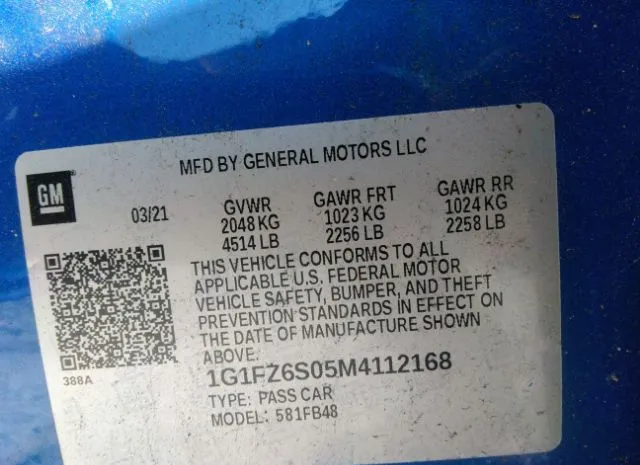 MFD BY GENERAL MOTORS LLC
GM
03/21
GVWR
2048 KG
4514 LB
GAWR FRT
1023 KG
2256 LB
GAWR RR
1024 KG
2258 LB
THIS VEHICLE CONFORMS TO ALL
APPLICABLE U.S. FEDERAL MOTOR
VEHICLE SAFETY, BUMPER, AND THEFT
PREVENTION STANDARDS IN EFFECT ON
THE DATE OF MANUFACTURE SHOWN
ABOVE.
388A
1G1FZ6S05M4112168
TYPE: PASS CAR
MODEL: 581FB48